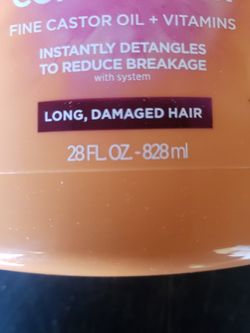 FINE CASTOR OIL + VITAMINS
INSTANTLY DETANGLES
TO REDUCE BREAKAGE
with system
LONG, DAMAGED HAIR
28 FL. OZ. - 828 ml